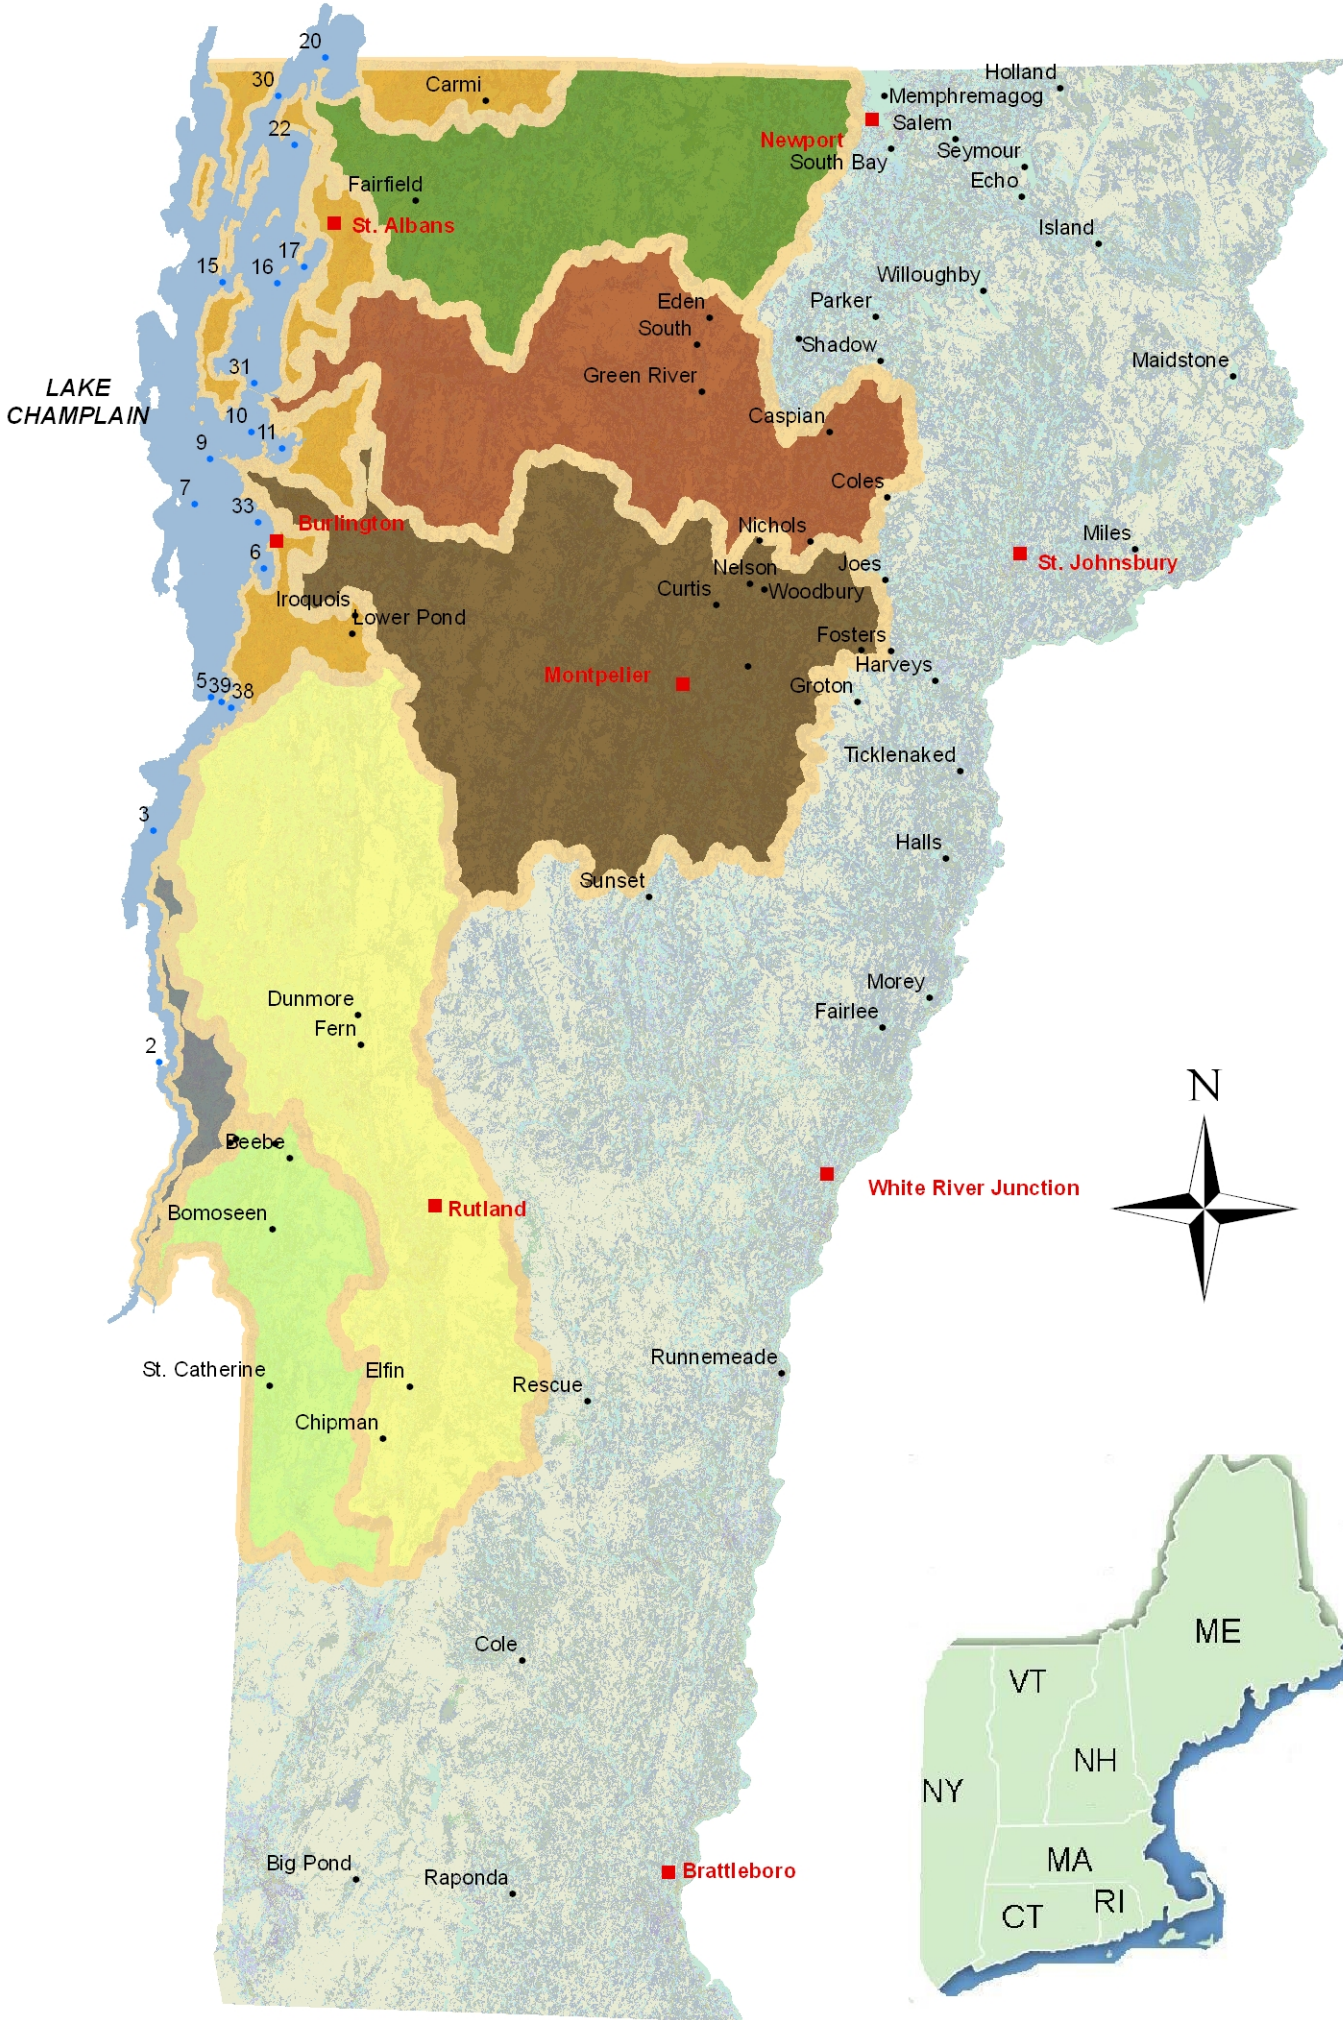 20
Holland
30
Carmi
Memphremagog
22
Newport
Salem
South Bay
Seymour
Echo
Fairfield
St. Albans
Island
15
16
17
Willoughby
Eden
Parker
South
Shadow
LAKE
CHAMPLAIN
31
Green River
Maidstone
10
11
Caspian
9
7
Coles
33
Burlington
Nichols
Miles
6
Nelson
Joes
St. Johnsbury
Curtis
Woodbury
Iroquois
Lower Pond
Fosters
Montpelier
Harveys
5
39
38
Groton
Ticklenaked
3
Halls
Sunset
Morey
Dunmore
Fairlee
Fern
2
N
Beebe
White River Junction
Bomoseen
Rutland
St. Catherine
Elfin
Rescue
Runnemeade
Chipman
ME
Cole
VT
NH
NY
Big Pond
Raponda
Brattleboro
MA
RI
CT